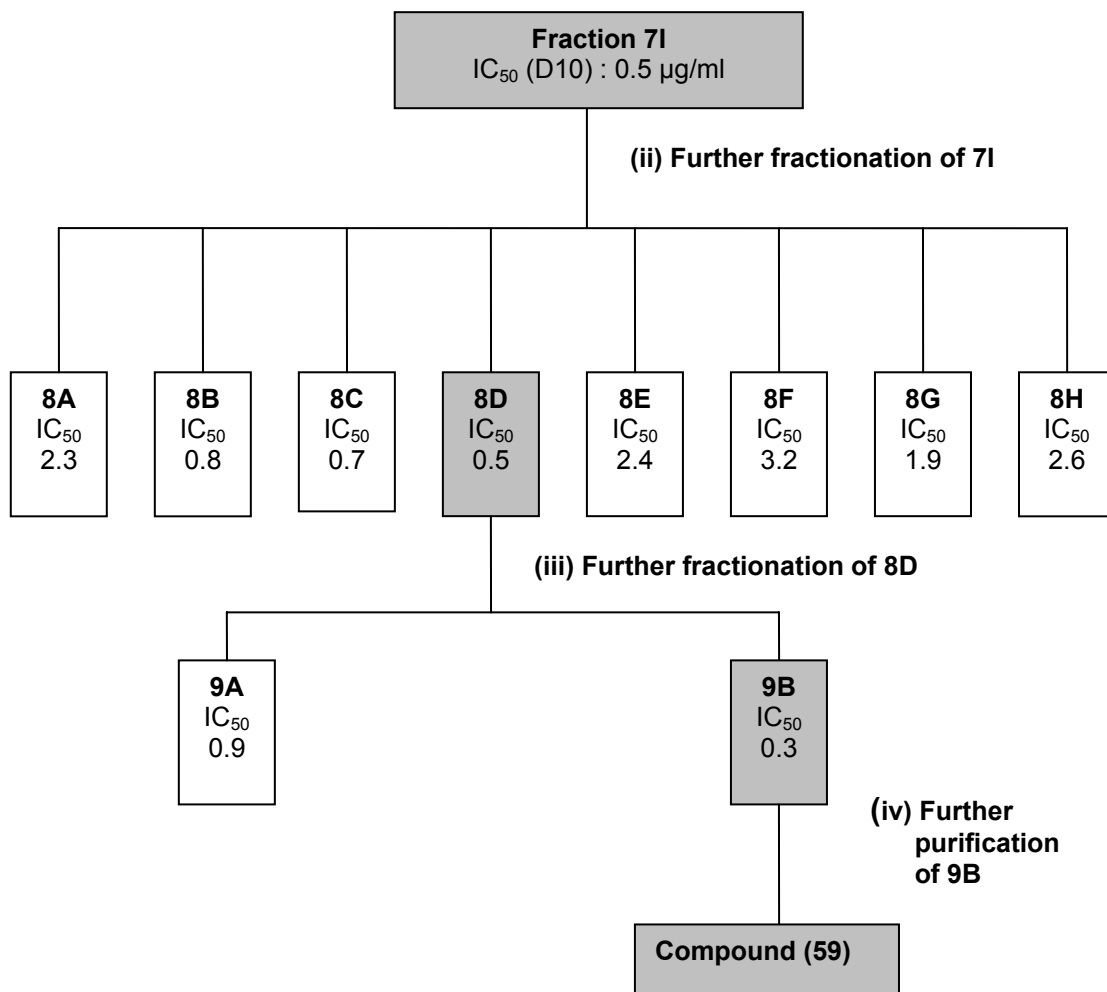 Fraction 7I
IC₅₀ (D10) : 0.5 µg/ml
(ii) Further fractionation of 7I
8A
IC₅₀
2.3
8B
IC₅₀
0.8
8C
IC₅₀
0.7
8D
IC₅₀
0.5
8E
IC₅₀
2.4
8F
IC₅₀
3.2
8G
IC₅₀
1.9
8H
IC₅₀
2.6
(iii) Further fractionation of 8D
9A
IC₅₀
0.9
9B
IC₅₀
0.3
(iv) Further
purification
of 9B
Compound (59)